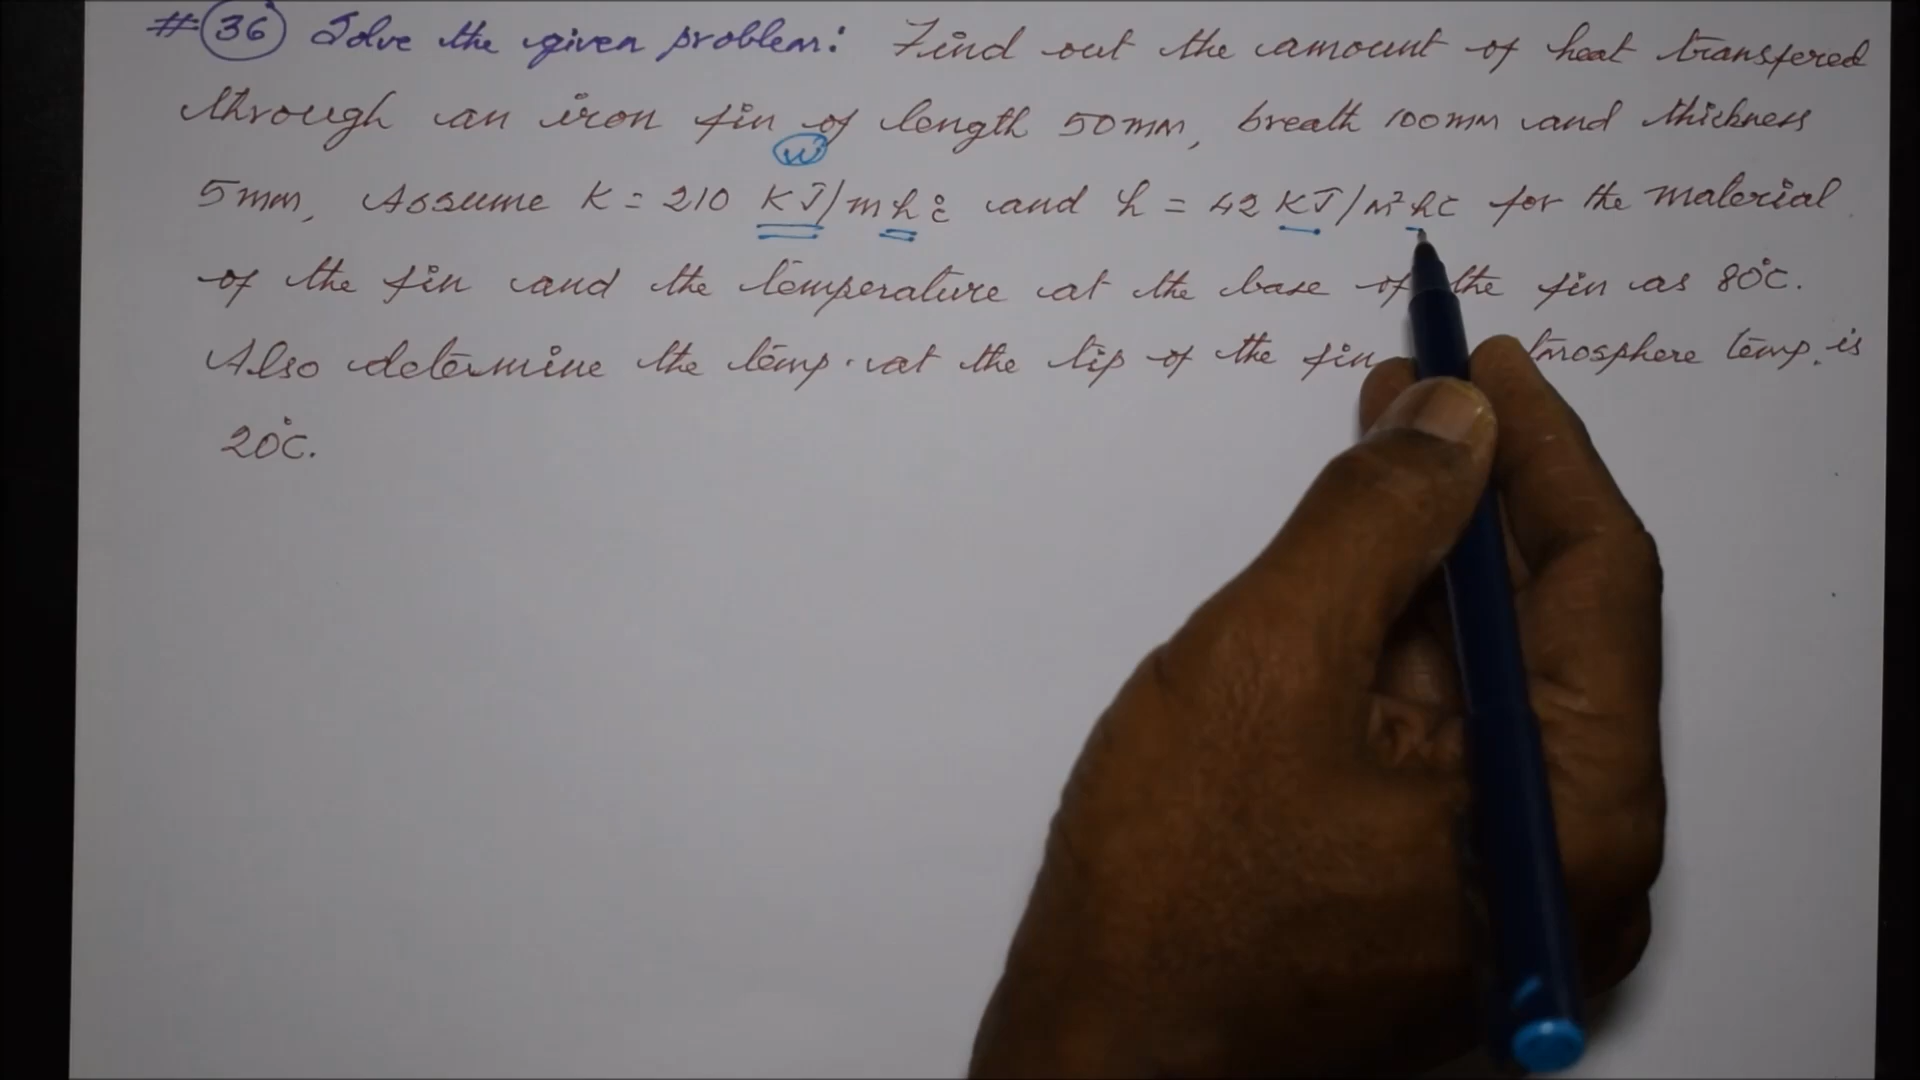 # 36 Solve the given problem: Find out the amount of heat transfered
through an iron fin of length 50mm, breath 100mm and thickness
W
5mm, Assume K = 210 KJ/mh°c and h = 42 KJ/m²hc for the material
of the fin and the temperature at the base of the fin as 80°C.
Also determine the temp. at the tip of the fin tmosphere temp. is
20°C.